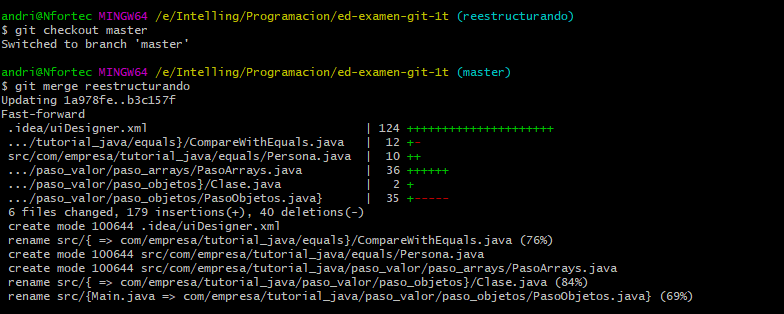 andri@Nfortec MINGW64 /e/Intelling/Programacion/ed-examen-git-1t (reestructurando)
$ git checkout master
Switched to branch 'master'

andri@Nfortec MINGW64 /e/Intelling/Programacion/ed-examen-git-1t (master)
$ git merge reestructurando
Updating 1a978fe..b3c157f
Fast-forward
 .idea/uiDesigner.xml                               | 124 +++++++++++++++++++++
 .../tutorial_java/equals}/CompareWithEquals.java   |  12 +-
 src/com/empresa/tutorial_java/equals/Persona.java  |  10 ++
 .../paso_valor/paso_arrays/PasoArrays.java         |  36 ++++++
 .../paso_valor/paso_objetos}/Clase.java            |   2 +
 .../paso_valor/paso_objetos/PasoObjetos.java}      |  35 +-----
 6 files changed, 179 insertions(+), 40 deletions(-)
 create mode 100644 .idea/uiDesigner.xml
 rename src/{ => com/empresa/tutorial_java/equals}/CompareWithEquals.java (76%)
 create mode 100644 src/com/empresa/tutorial_java/equals/Persona.java
 create mode 100644 src/com/empresa/tutorial_java/paso_valor/paso_arrays/PasoArrays.java
 rename src/{ => com/empresa/tutorial_java/paso_valor/paso_objetos}/Clase.java (84%)
 rename src/{Main.java => com/empresa/tutorial_java/paso_valor/paso_objetos/PasoObjetos.java} (69%)